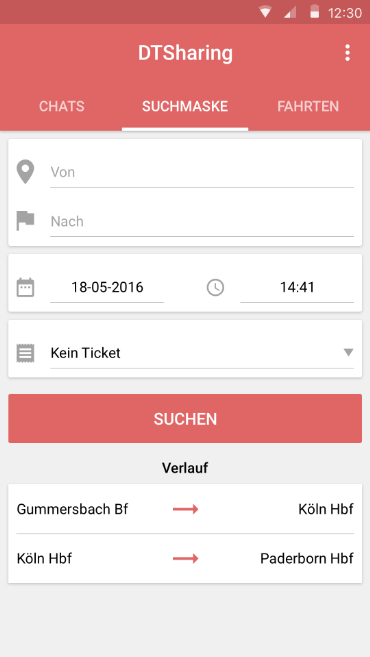 12:30
DTSharing
CHATS SUCHMASKE FAHRTEN
Von
Nach
18-05-2016 14:41
Kein Ticket
SUCHEN
Verlauf
Gummersbach Bf Köln Hbf
Köln Hbf Paderborn Hbf